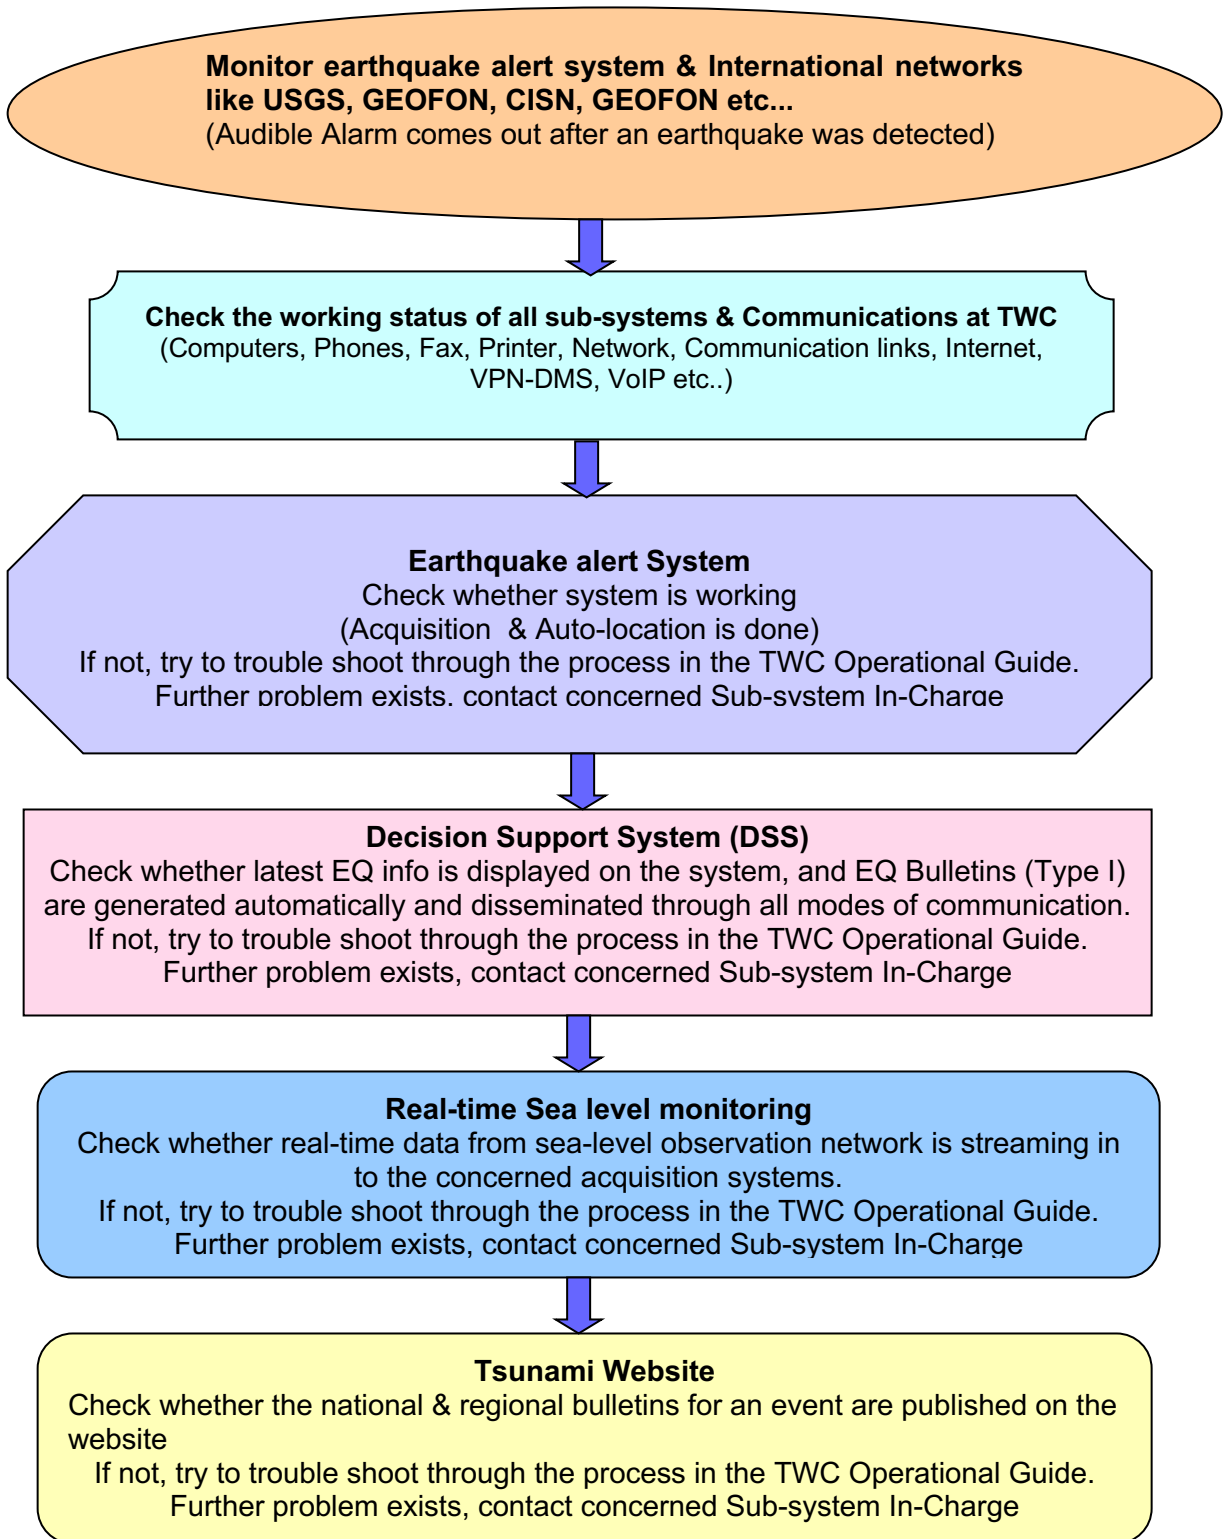 Monitor earthquake alert system & International networks
like USGS, GEOFON, CISN, GEOFON etc...
(Audible Alarm comes out after an earthquake was detected)
Check the working status of all sub-systems & Communications at TWC
(Computers, Phones, Fax, Printer, Network, Communication links, Internet,
VPN-DMS, VoIP etc..)
Earthquake alert System
Check whether system is working
(Acquisition & Auto-location is done)
If not, try to trouble shoot through the process in the TWC Operational Guide.
Further problem exists, contact concerned Sub-system In-Charge
Decision Support System (DSS)
Check whether latest EQ info is displayed on the system, and EQ Bulletins (Type I)
are generated automatically and disseminated through all modes of communication.
If not, try to trouble shoot through the process in the TWC Operational Guide.
Further problem exists, contact concerned Sub-system In-Charge
Real-time Sea level monitoring
Check whether real-time data from sea-level observation network is streaming in
to the concerned acquisition systems.
If not, try to trouble shoot through the process in the TWC Operational Guide.
Further problem exists, contact concerned Sub-system In-Charge
Tsunami Website
Check whether the national & regional bulletins for an event are published on the
website
If not, try to trouble shoot through the process in the TWC Operational Guide.
Further problem exists, contact concerned Sub-system In-Charge